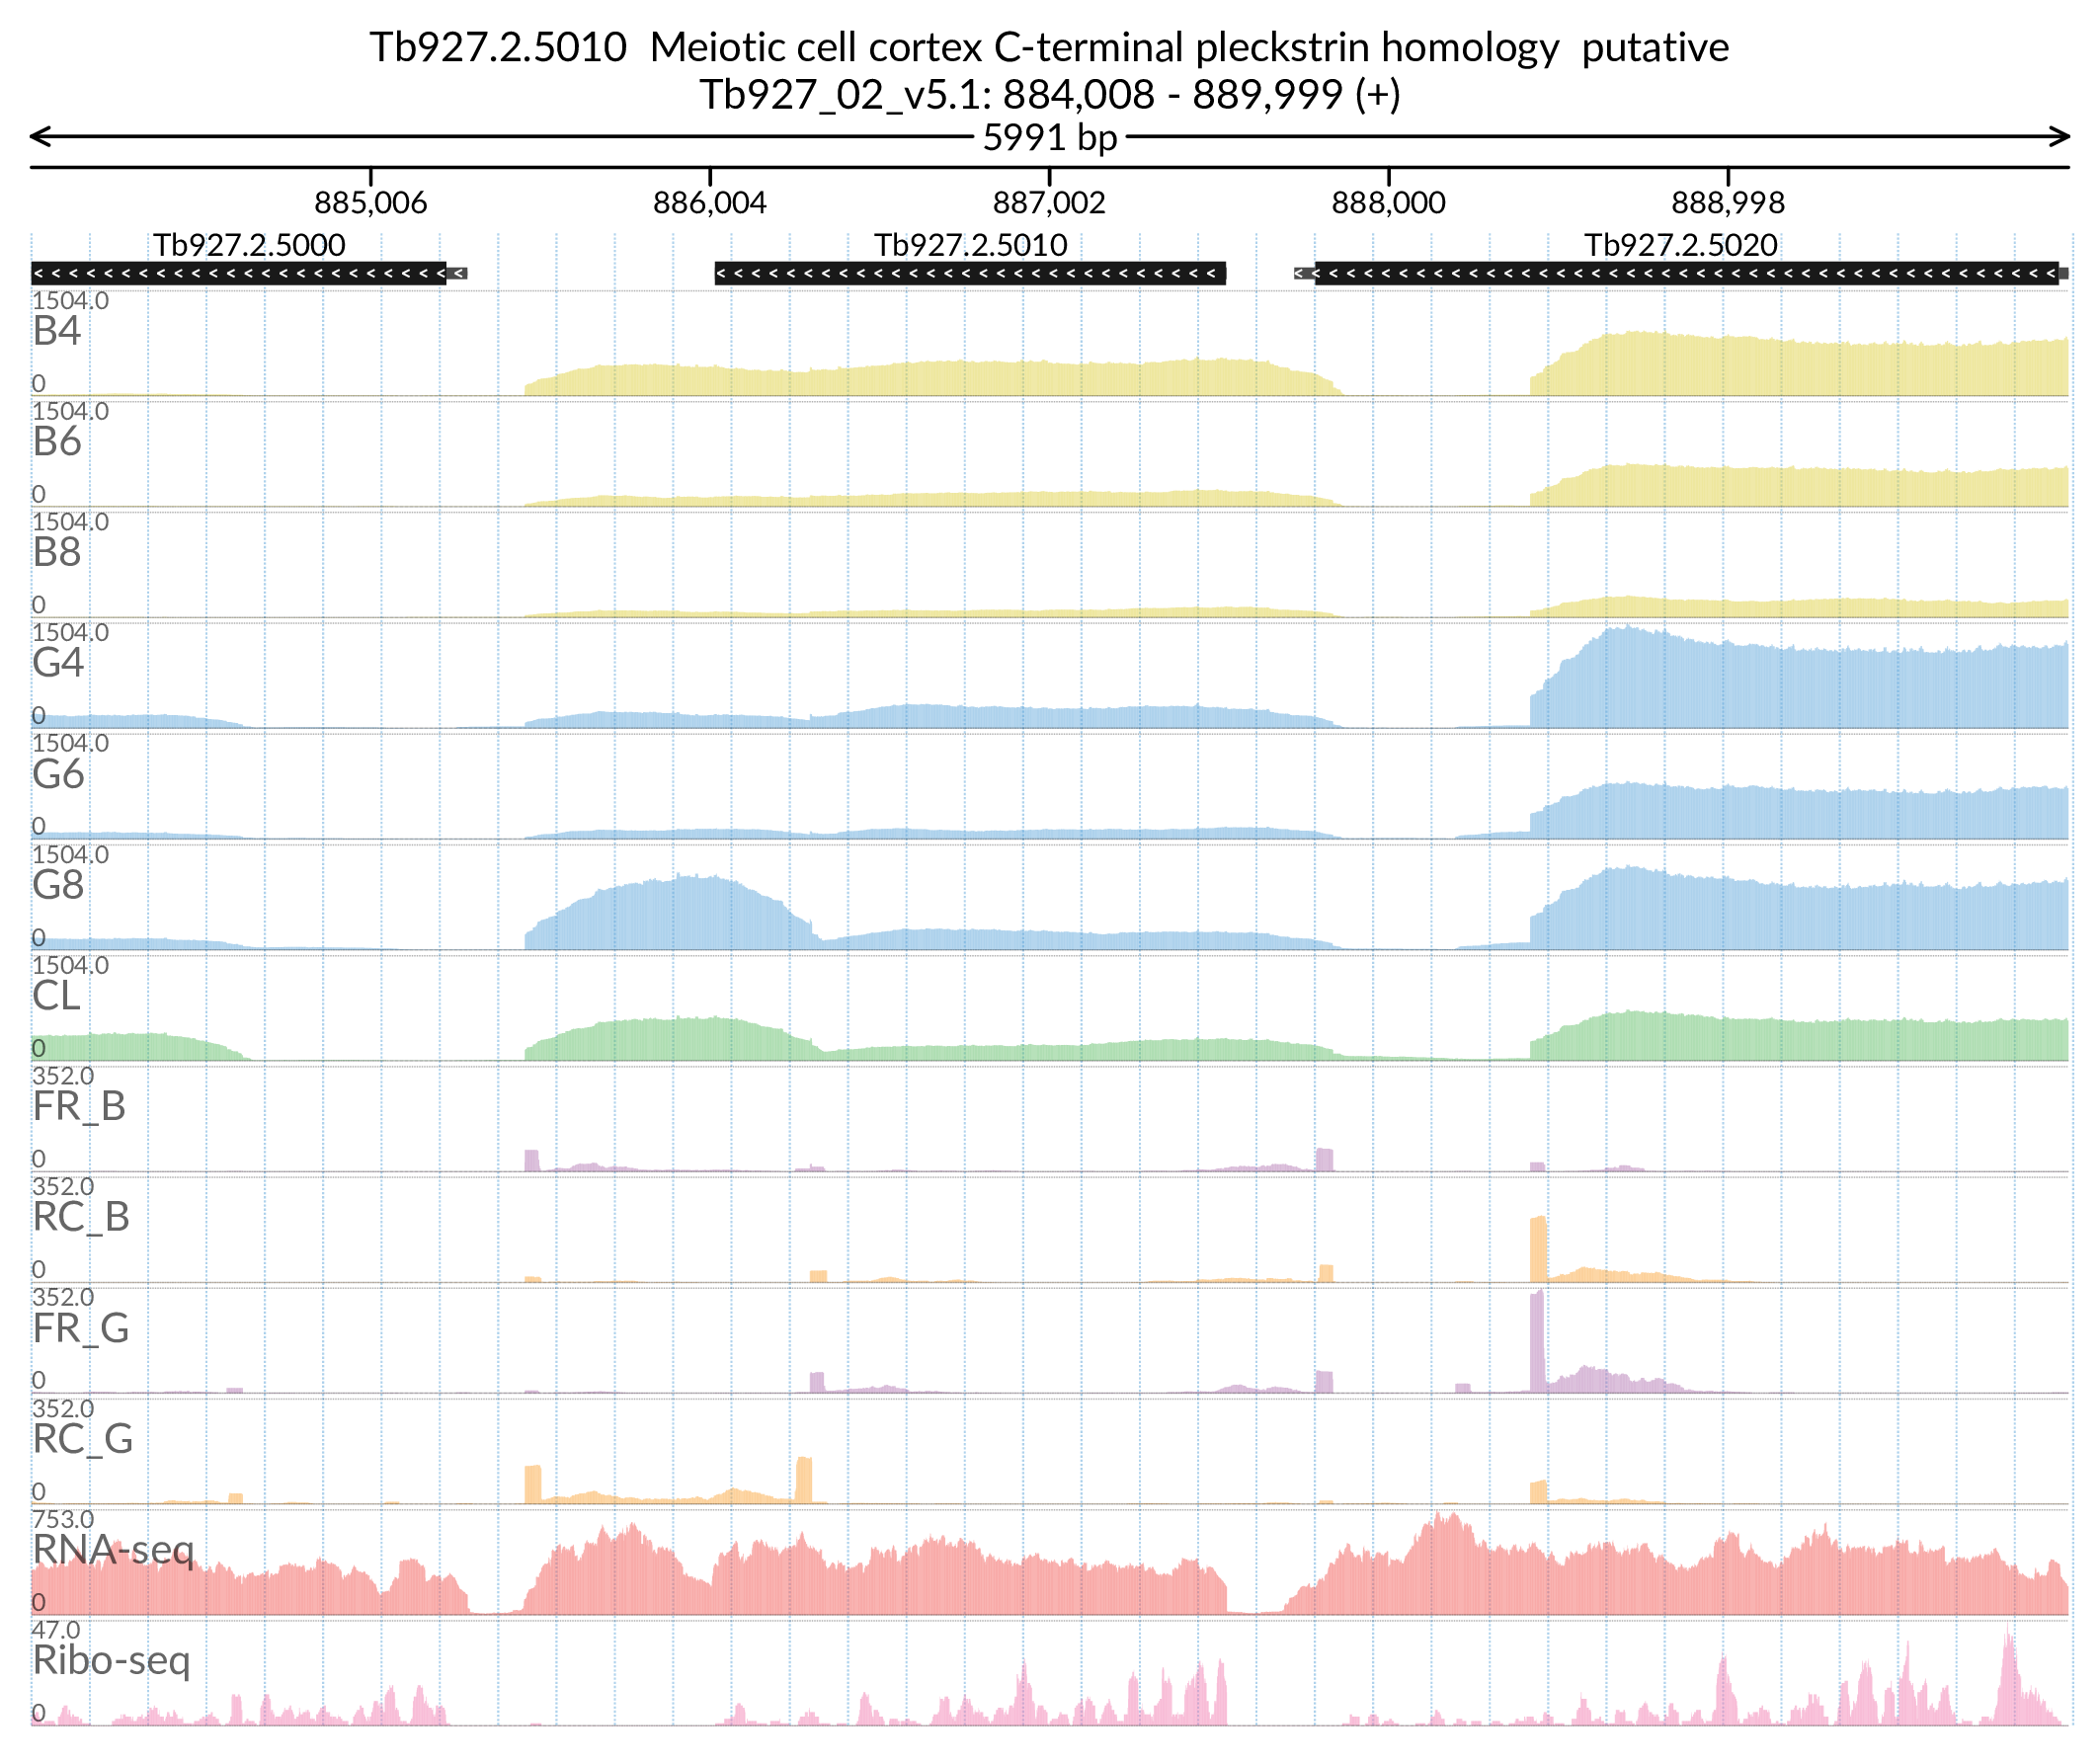 Tb927.2.5010  Meiotic cell cortex C-terminal pleckstrin homology  putative
Tb927_02_v5.1: 884,008 - 889,999 (+)
5991 bp
885,006 886,004 887,002 888,000 888,998
Tb927.2.5000 Tb927.2.5010 Tb927.2.5020
1504.0
B4
0
1504.0
B6
0
1504.0
B8
0
1504.0
G4
0
1504.0
G6
0
1504.0
G8
0
1504.0
CL
0
352.0
FR_B
0
352.0
RC_B
0
352.0
FR_G
0
352.0
RC_G
0
753.0
RNA-seq
0
47.0
Ribo-seq
0